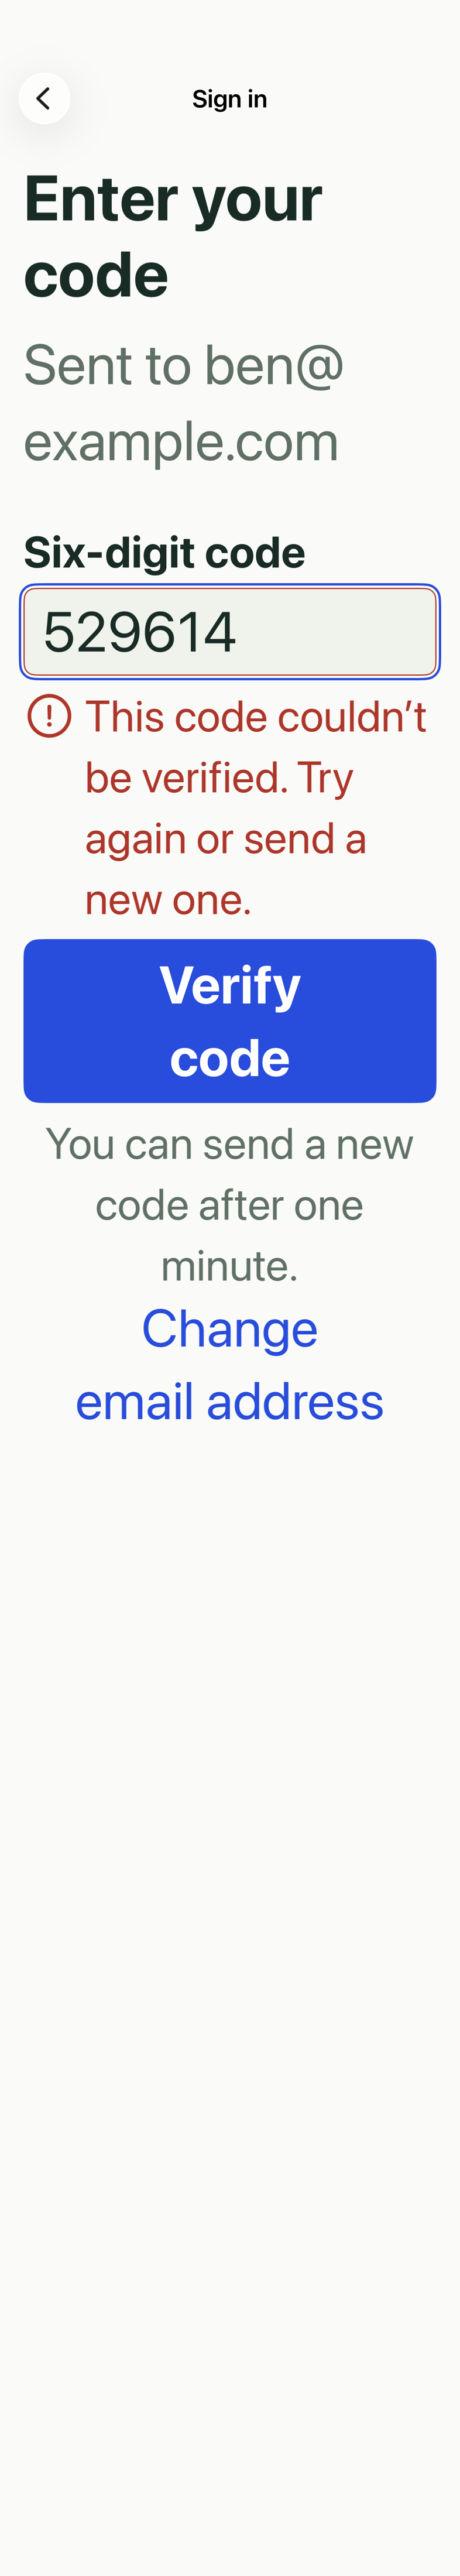 Sign in
Enter your
code
Sent to ben@
example.com
Six-digit code
529614
This code couldn’t
be verified. Try
again or send a
new one.
Verify
code
You can send a new
code after one
minute.
Change
email address